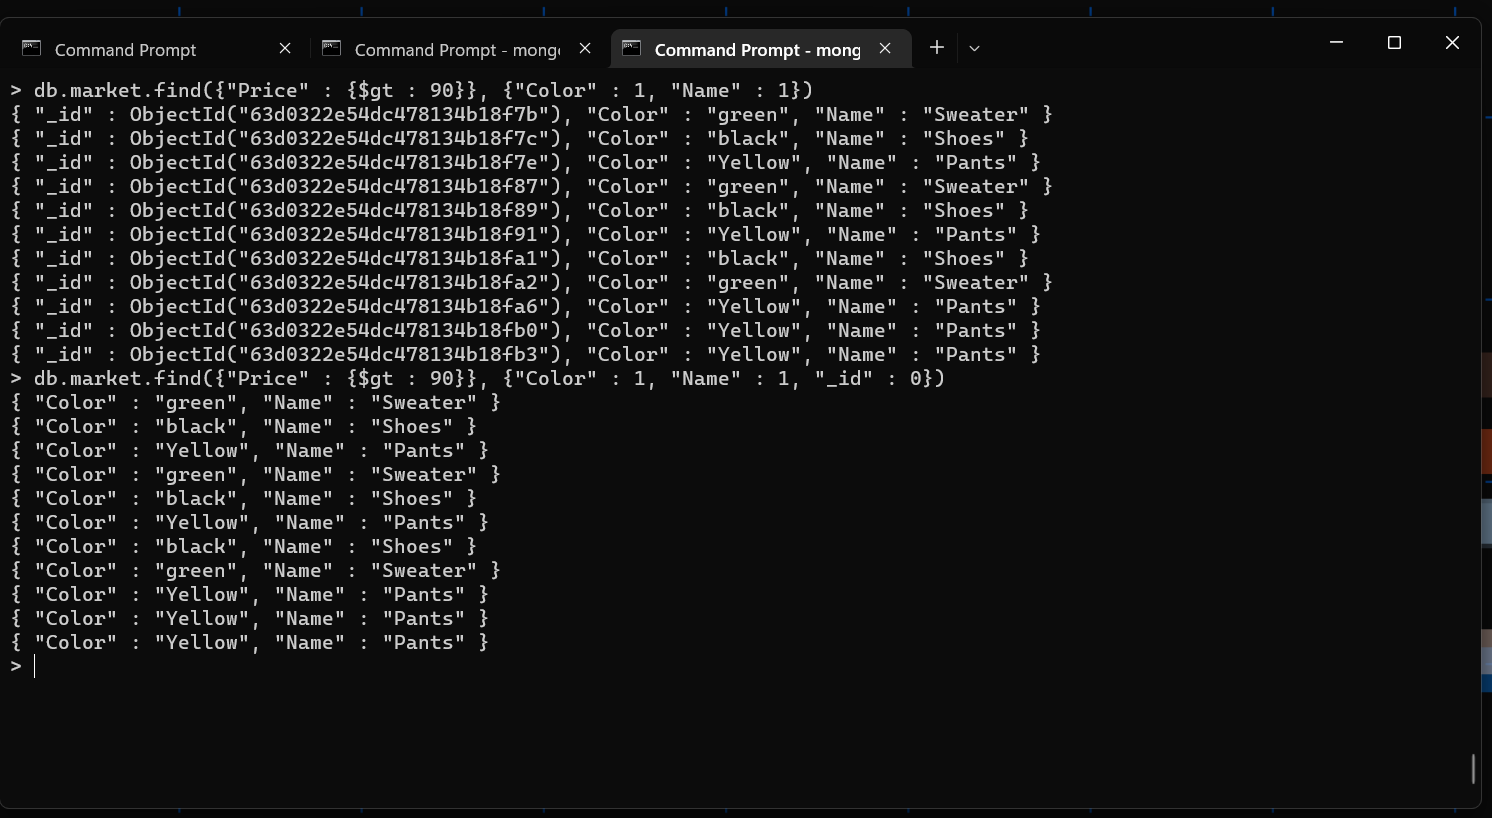 Command Prompt
Command Prompt - mong
Command Prompt - mong
> db.market.find({"Price" : {$gt : 90}}, {"Color" : 1, "Name" : 1})
{ "_id" : ObjectId("63d0322e54dc478134b18f7b"), "Color" : "green", "Name" : "Sweater" }
{ "_id" : ObjectId("63d0322e54dc478134b18f7c"), "Color" : "black", "Name" : "Shoes" }
{ "_id" : ObjectId("63d0322e54dc478134b18f7e"), "Color" : "Yellow", "Name" : "Pants" }
{ "_id" : ObjectId("63d0322e54dc478134b18f87"), "Color" : "green", "Name" : "Sweater" }
{ "_id" : ObjectId("63d0322e54dc478134b18f89"), "Color" : "black", "Name" : "Shoes" }
{ "_id" : ObjectId("63d0322e54dc478134b18f91"), "Color" : "Yellow", "Name" : "Pants" }
{ "_id" : ObjectId("63d0322e54dc478134b18fa1"), "Color" : "black", "Name" : "Shoes" }
{ "_id" : ObjectId("63d0322e54dc478134b18fa2"), "Color" : "green", "Name" : "Sweater" }
{ "_id" : ObjectId("63d0322e54dc478134b18fa6"), "Color" : "Yellow", "Name" : "Pants" }
{ "_id" : ObjectId("63d0322e54dc478134b18fb0"), "Color" : "Yellow", "Name" : "Pants" }
{ "_id" : ObjectId("63d0322e54dc478134b18fb3"), "Color" : "Yellow", "Name" : "Pants" }
> db.market.find({"Price" : {$gt : 90}}, {"Color" : 1, "Name" : 1, "_id" : 0})
{ "Color" : "green", "Name" : "Sweater" }
{ "Color" : "black", "Name" : "Shoes" }
{ "Color" : "Yellow", "Name" : "Pants" }
{ "Color" : "green", "Name" : "Sweater" }
{ "Color" : "black", "Name" : "Shoes" }
{ "Color" : "Yellow", "Name" : "Pants" }
{ "Color" : "black", "Name" : "Shoes" }
{ "Color" : "green", "Name" : "Sweater" }
{ "Color" : "Yellow", "Name" : "Pants" }
{ "Color" : "Yellow", "Name" : "Pants" }
{ "Color" : "Yellow", "Name" : "Pants" }
>